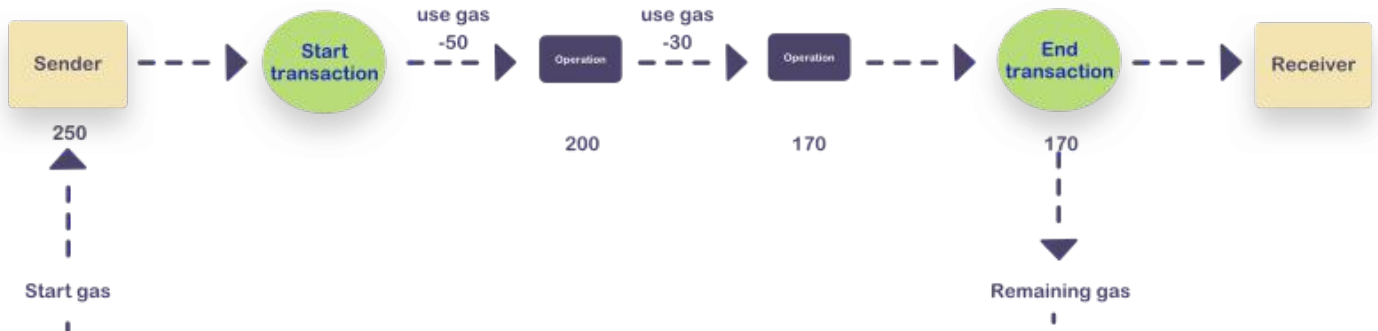 use gas
-50
use gas
-30
Sender
Start
transaction
Operation
Operation
End
transaction
Receiver
250
200
170
170
Start gas
Remaining gas